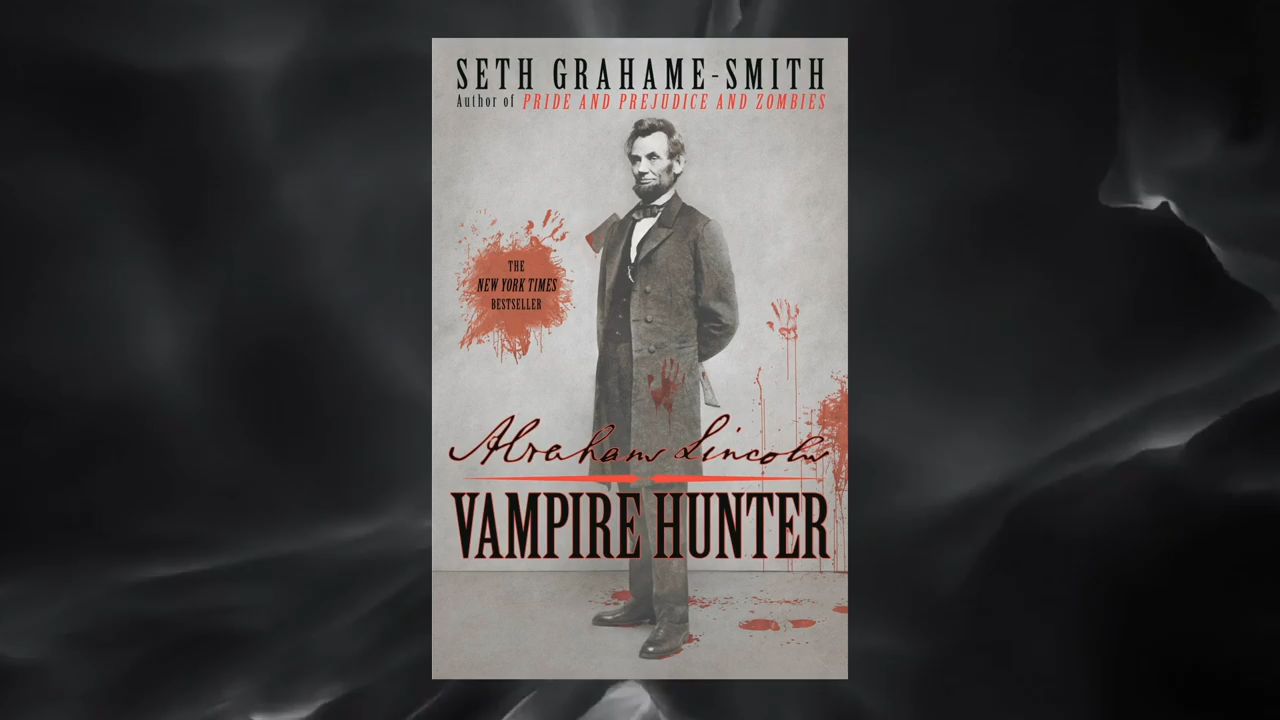 SETH GRAHAME-SMITH
Author of PRIDE AND PREJUDICE AND ZOMBIES
THE
NEW YORK TIMES
BESTSELLER
Abraham Lincoln
VAMPIRE HUNTER